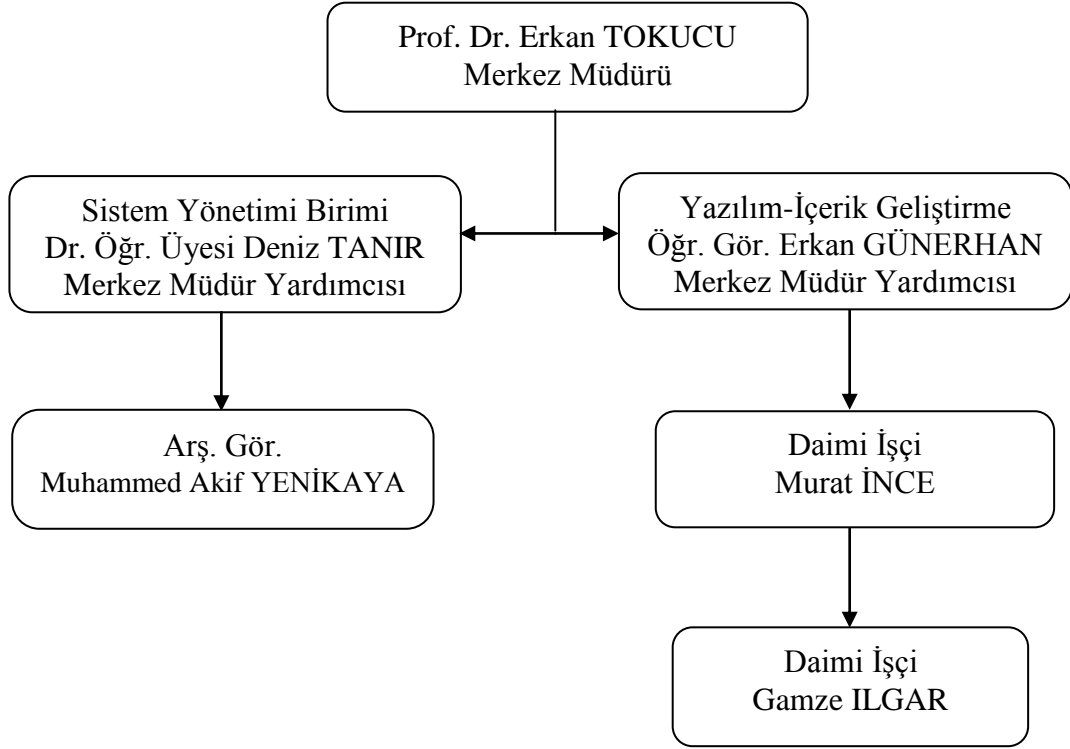 Prof. Dr. Erkan TOKUCU
Merkez Müdürü
Sistem Yönetimi Birimi
Dr. Öğr. Üyesi Deniz TANIR
Merkez Müdür Yardımcısı
Yazılım-İçerik Geliştirme
Öğr. Gör. Erkan GÜNERHAN
Merkez Müdür Yardımcısı
Arş. Gör.
Muhammed Akif YENİKAYA
Daimi İşçi
Murat İNCE
Daimi İşçi
Gamze ILGAR